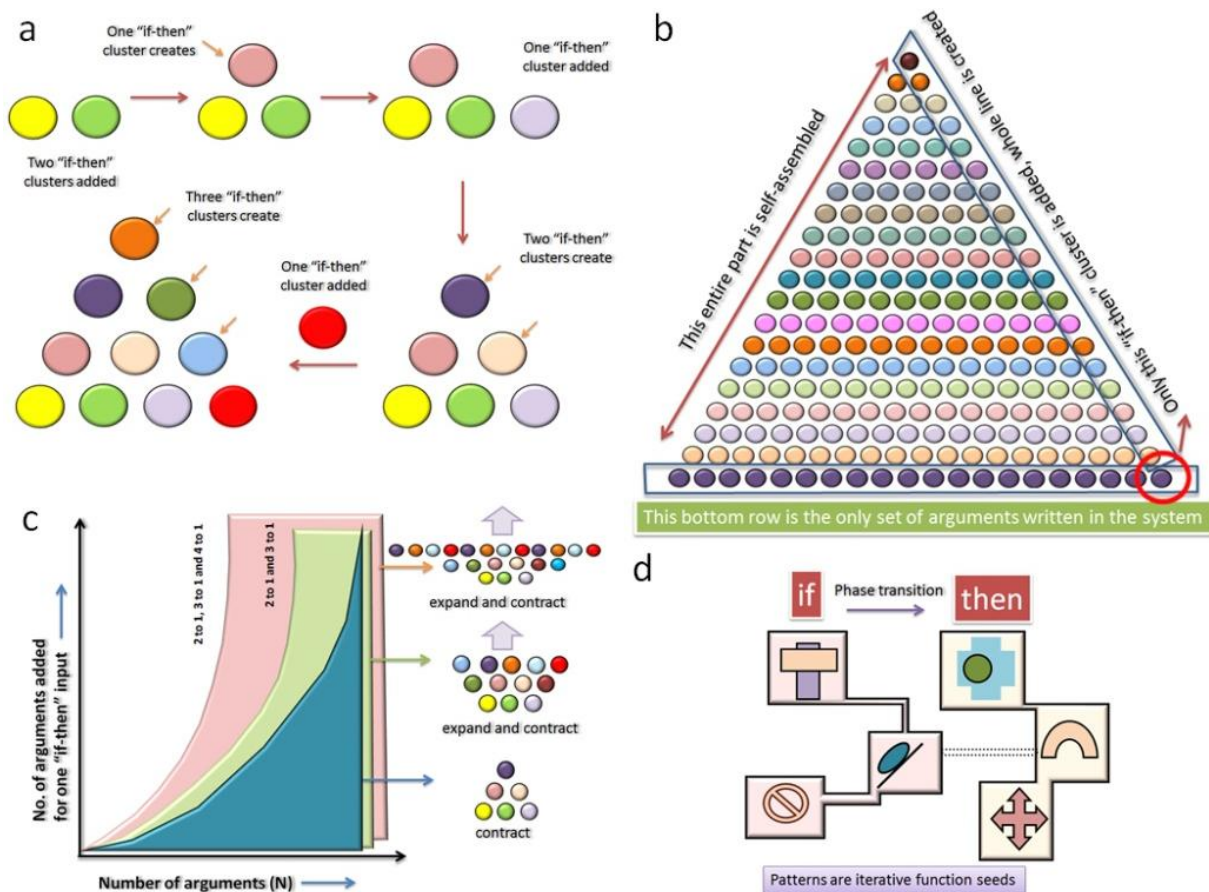 a
One "if-then"
cluster creates
One "if-then"
cluster added
Two "if-then"
clusters added
Three "if-then"
clusters create
One "if-then"
cluster added
Two "if-then"
clusters create
b
This entire part is self-assembled
Only this "if-then" cluster is added, whole line is created
This bottom row is the only set of arguments written in the system
c
No. of arguments added
for one "if-then" input
2 to 1, 3 to 1 and 4 to 1
2 to 1 and 3 to 1
Number of arguments (N)
expand and contract
expand and contract
contract
d
if
Phase transition
then
Patterns are iterative function seeds